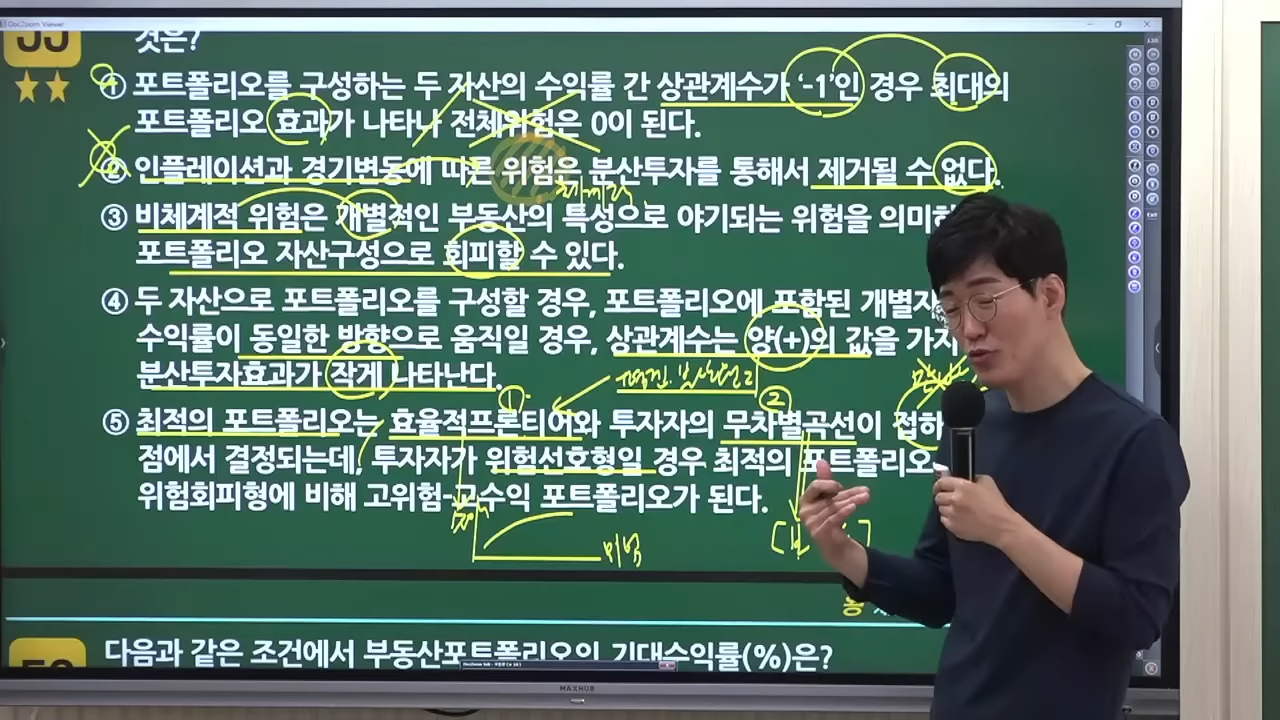 DocZoom Viewer
55
것은?
① 포트폴리오를 구성하는 두 자산의 수익률 간 상관계수가 '-1'인 경우 최대의
포트폴리오 효과가 나타나 전체위험은 0이 된다.
② 인플레이션과 경기변동에 따른 위험은 분산투자를 통해서 제거될 수 없다.
체계적
③ 비체계적 위험은 개별적인 부동산의 특성으로 야기되는 위험을 의미하
포트폴리오 자산구성으로 회피할 수 있다.
④ 두 자산으로 포트폴리오를 구성할 경우, 포트폴리오에 포함된 개별자
수익률이 동일한 방향으로 움직일 경우, 상관계수는 양(+)의 값을 가지
분산투자효과가 작게 나타난다.
① ②
⑤ 최적의 포트폴리오는 효율적프론티어와 투자자의 무차별곡선이 접하
점에서 결정되는데, 투자자가 위험선호형일 경우 최적의 포트폴리오
위험회피형에 비해 고위험-고수익 포트폴리오가 된다.
다음과 같은 조건에서 부동산포트폴리오의 기대수익률(%)은?
MAXHUB